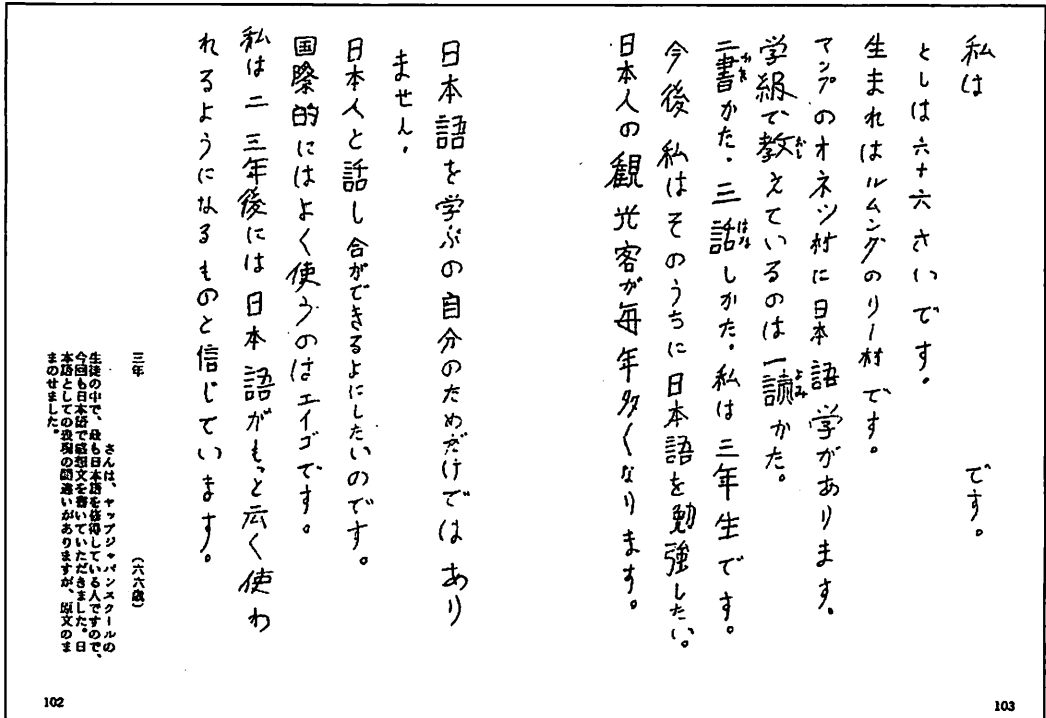 私は　　　　　です。
としは六十六さいです。
生まれはルムングのリー村です。
マンプのオネツ村に日本語学があります。
学級で教えているのは一読かた。
二書かた。三話しかた。私は三年生です。
今後私はそのうちに日本語を勉強したい。
日本人の観光客が毎年多くなります。
日本語を学ぶの自分のためだけではあり
ません。
日本人と話し合ができるよにしたいのです。
国際的にはよく使うのはエイゴです。
私は二三年後には日本語がもっと広く使わ
れるようになるものと信じています。
三年　　　　　（六六歳）
さんは、ヤップジャパンスクールの
生徒の中で、最も日本語を修得している人ですので、
今回も日本語で感想文を書いていただきました。日
本語としての表現の間違いがありますが、原文のま
まのせました。
102
103